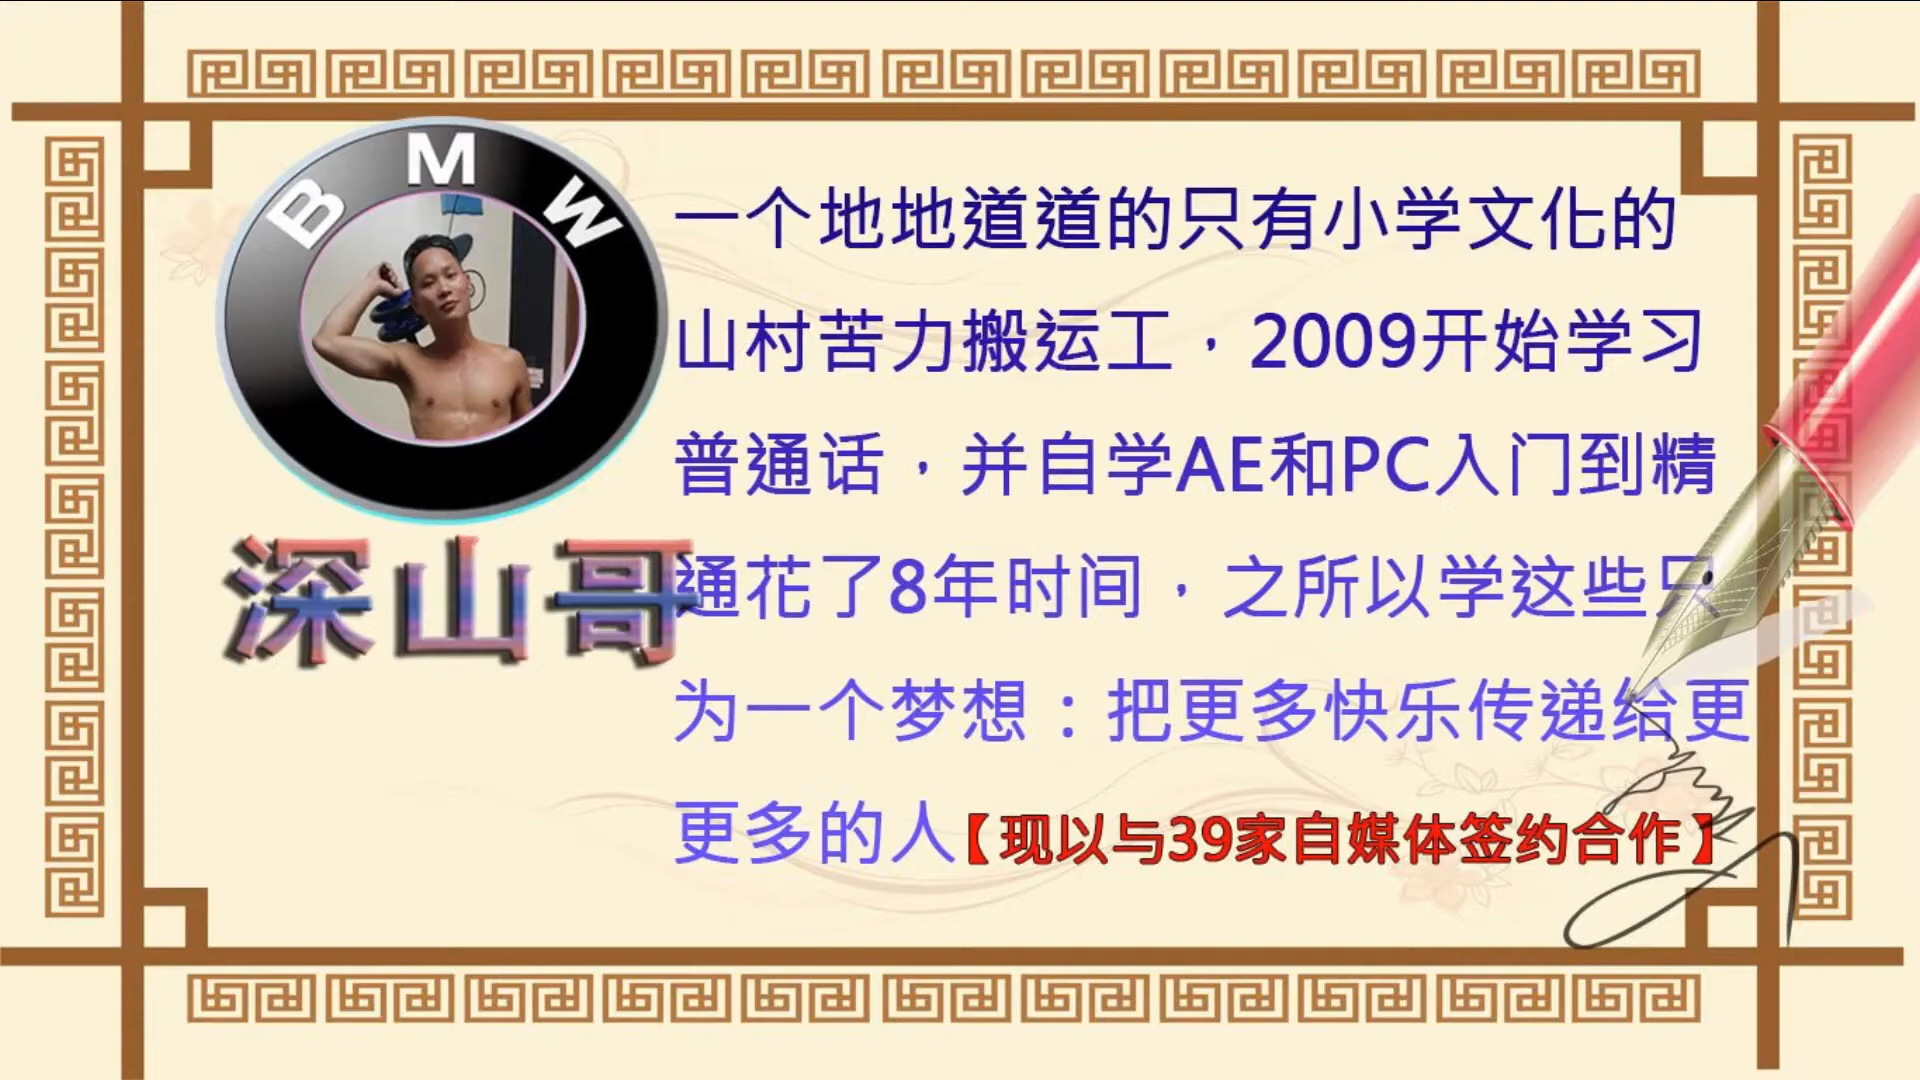 BMW
深山哥
一个地地道道的只有小学文化的
山村苦力搬运工，2009开始学习
普通话，并自学AE和PC入门到精
通花了8年时间，之所以学这些只
为一个梦想：把更多快乐传递给更
更多的人【现以与39家自媒体签约合作】